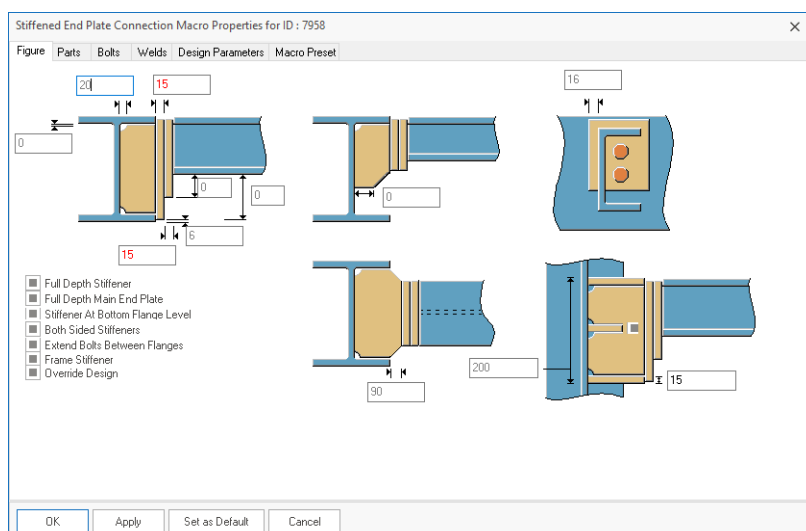 Stiffened End Plate Connection Macro Properties for ID : 7958
Figure Parts Bolts Welds Design Parameters Macro Preset
20 15 16
0
0 0 0
6
15
Full Depth Stiffener
Full Depth Main End Plate
Stiffener At Bottom Flange Level
Both Sided Stiffeners
Extend Bolts Between Flanges
Frame Stiffener
Override Design
200
15
90
OK Apply Set as Default Cancel